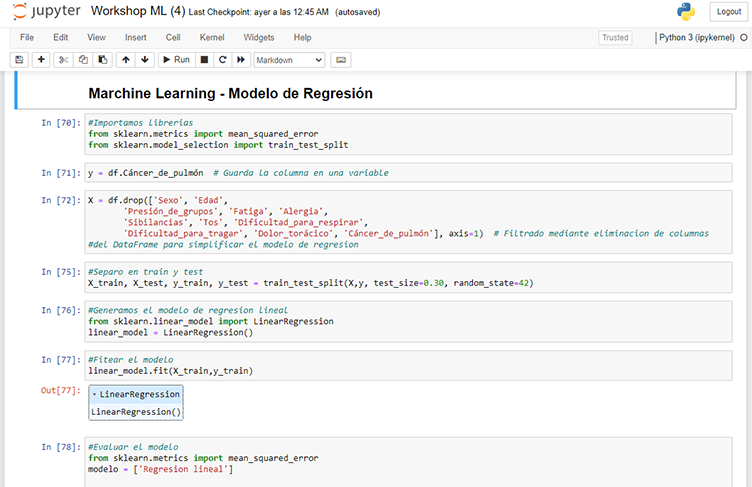 jupyter Workshop ML (4) Last Checkpoint: ayer a las 12:45 AM (autosaved)
Logout
File Edit View Insert Cell Kernel Widgets Help
Trusted
Python 3 (ipykernel)
Run
Markdown
Marchine Learning - Modelo de Regresión
In [70]: #Importamos librerias
from sklearn.metrics import mean_squared_error
from sklearn.model_selection import train_test_split
In [71]: y = df.Cáncer_de_pulmón # Guarda la columna en una variable
In [72]: X = df.drop(['Sexo', 'Edad',
'Presión_de_grupos', 'Fatiga', 'Alergia',
'Sibilancias', 'Tos', 'Dificultad_para_respirar',
'Dificultad_para_tragar', 'Dolor_torácico', 'Cáncer_de_pulmón'], axis=1) # Filtrado mediante eliminacion de columnas
#del DataFrame para simplificar el modelo de regresion
In [75]: #Separo en train y test
X_train, X_test, y_train, y_test = train_test_split(X,y, test_size=0.30, random_state=42)
In [76]: #Generamos el modelo de regresion lineal
from sklearn.linear_model import LinearRegression
linear_model = LinearRegression()
In [77]: #Fitear el modelo
linear_model.fit(X_train,y_train)
Out[77]: LinearRegression
LinearRegression()
In [78]: #Evaluar el modelo
from sklearn.metrics import mean_squared_error
modelo = ['Regresion lineal']